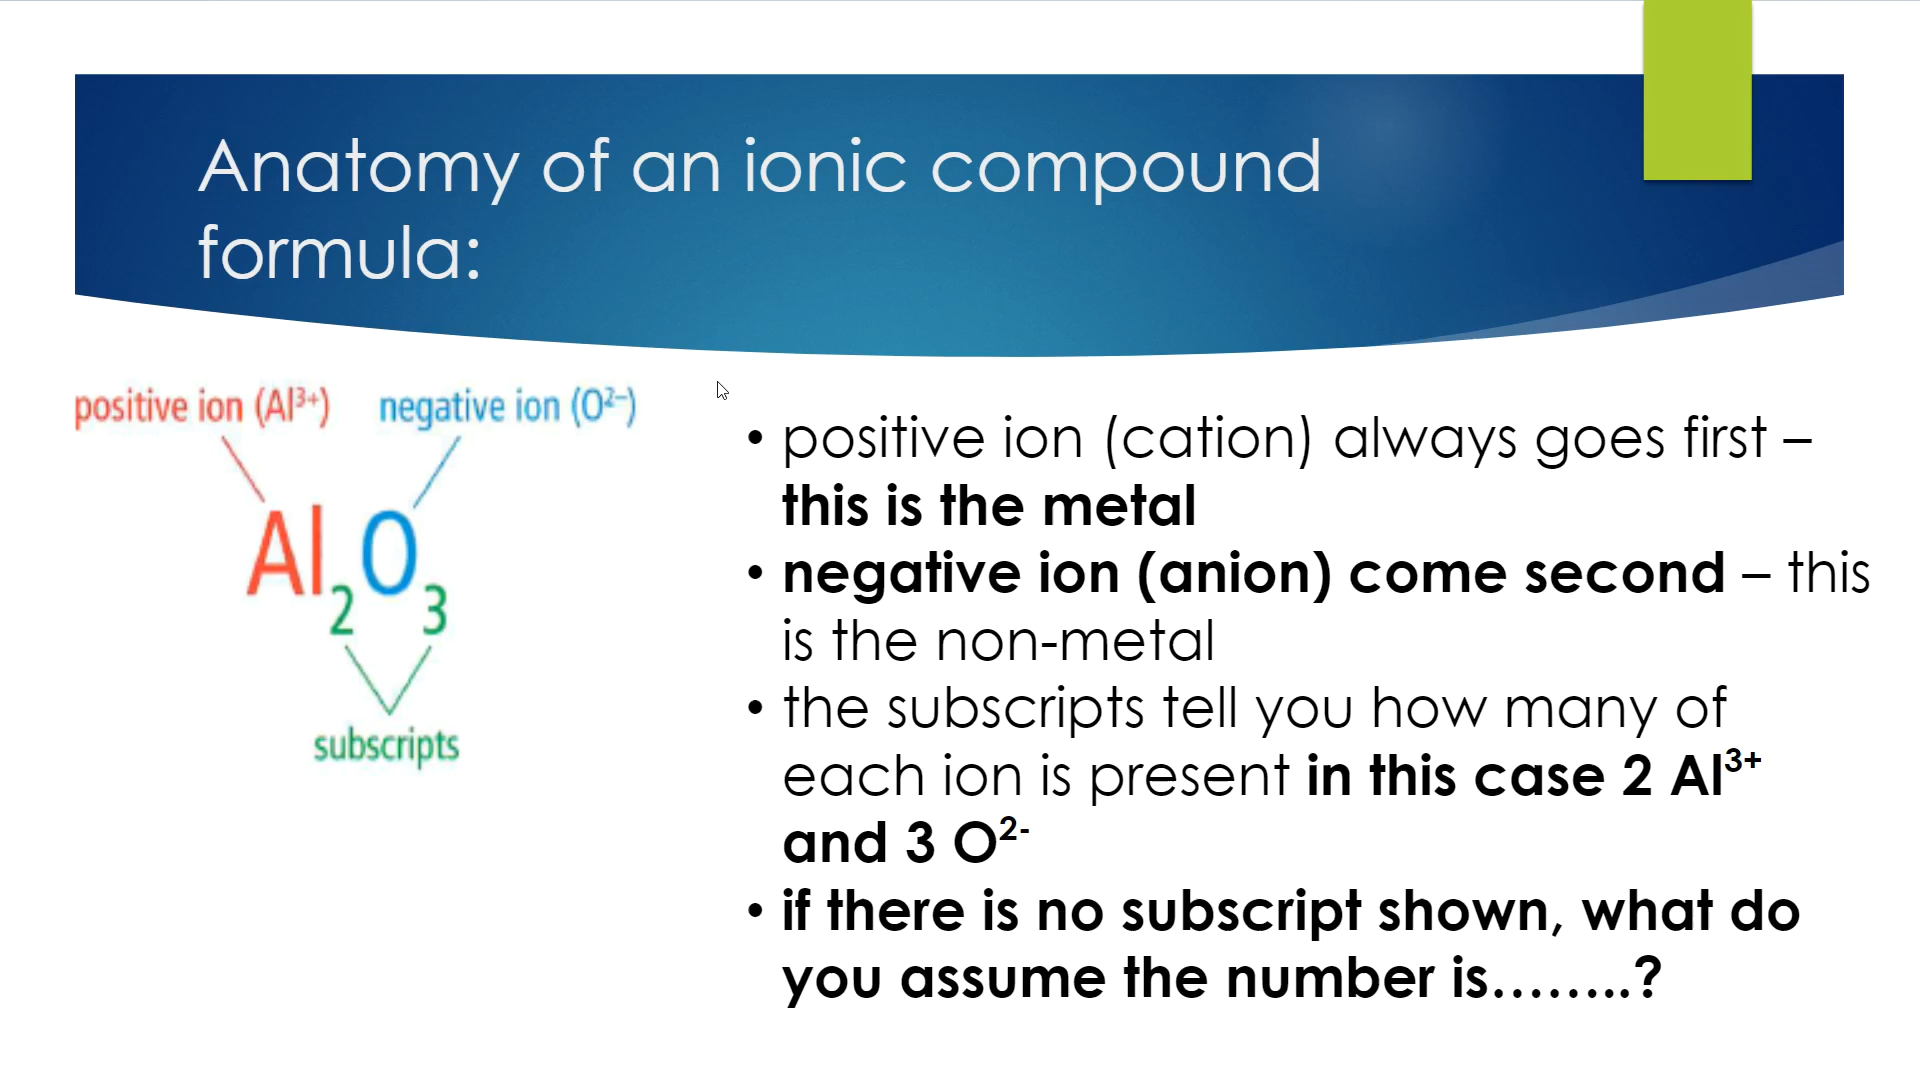 Anatomy of an ionic compound
formula:
positive ion (Al³⁺) negative ion (O²⁻)
Al₂O₃
subscripts
• positive ion (cation) always goes first –
this is the metal
• negative ion (anion) come second – this
is the non-metal
• the subscripts tell you how many of
each ion is present in this case 2 Al³⁺
and 3 O²⁻
• if there is no subscript shown, what do
you assume the number is……..?